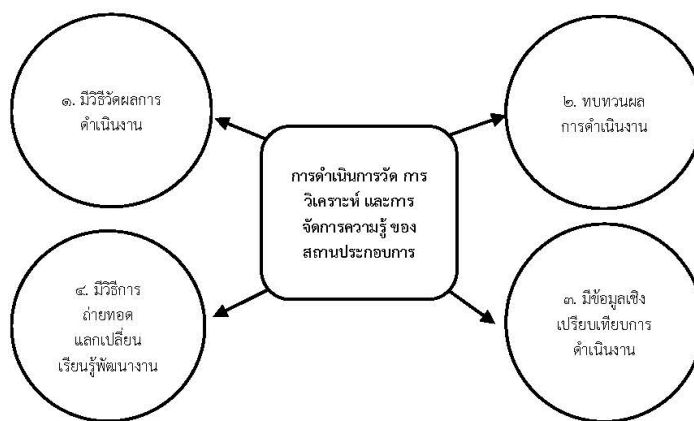 ๑. มีวิธีวัดผลการ
ดำเนินงาน
๒. ทบทวนผล
การดำเนินงาน
การดำเนินการวัด การ
วิเคราะห์ และการ
จัดการความรู้ ของ
สถานประกอบการ
๔. มีวิธีการ
ถ่ายทอด
แลกเปลี่ยน
เรียนรู้พัฒนางาน
๓. มีข้อมูลเชิง
เปรียบเทียบการ
ดำเนินงาน